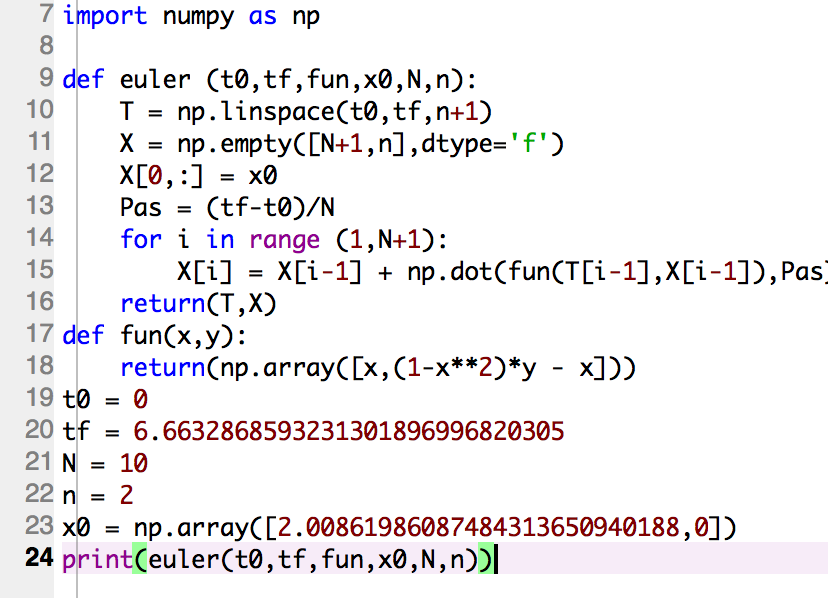 7 import numpy as np
8
9 def euler (t0,tf,fun,x0,N,n):
10 T = np.linspace(t0,tf,n+1)
11 X = np.empty([N+1,n],dtype='f')
12 X[0,:] = x0
13 Pas = (tf-t0)/N
14 for i in range (1,N+1):
15 X[i] = X[i-1] + np.dot(fun(T[i-1],X[i-1]),Pas)
16 return(T,X)
17 def fun(x,y):
18 return(np.array([x,(1-x**2)*y - x]))
19 t0 = 0
20 tf = 6.6632868593231301896996820305
21 N = 10
22 n = 2
23 x0 = np.array([2.00861986087484313650940188,0])
24 print(euler(t0,tf,fun,x0,N,n))